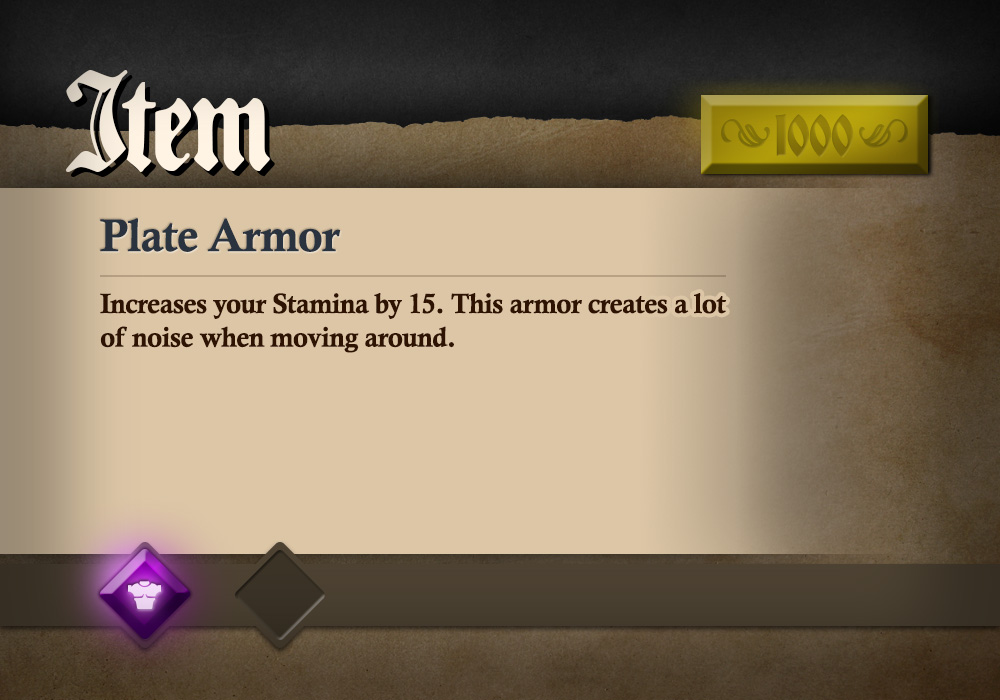 Item
1000
Plate Armor
Increases your Stamina by 15. This armor creates a lot
of noise when moving around.